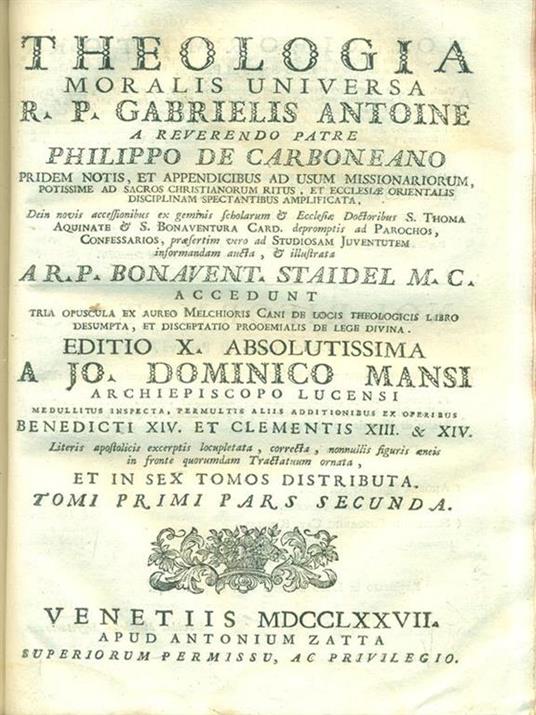 THEOLOGIA
MORALIS UNIVERSA
R. P. GABRIELIS ANTOINE
A REVERENDO PATRE
PHILIPPO DE CARBONEANO
PRIDEM NOTIS, ET APPENDICIBUS AD USUM MISSIONARIORUM,
POTISSIME AD SACROS CHRISTIANORUM RITUS, ET ECCLESIÆ ORIENTALIS
DISCIPLINAM SPECTANTIBUS AMPLIFICATA,
Dein novis accessionibus ex geminis scholarum & Ecclesiæ Doctoribus S. THOMA
AQUINATE & S. BONAVENTURA CARD. depromptis ad PAROCHOS,
CONFESSARIOS, præsertim vero ad STUDIOSAM JUVENTUTEM
informandam aucta, & illustrata
A R. P. BONAVENT. STAIDEL M. C.
ACCEDUNT
TRIA OPUSCULA EX AUREO MELCHIORIS CANI DE LOCIS THEOLOGICIS LIBRO
DESUMPTA, ET DISCEPTATIO PROOEMIALIS DE LEGE DIVINA.
EDITIO X. ABSOLUTISSIMA
A JO. DOMINICO MANSI
ARCHIEPISCOPO LUCENSI
MEDULLITUS INSPECTA, PERMULTIS ALIIS ADDITIONIBUS EX OPERIBUS
BENEDICTI XIV. ET CLEMENTIS XIII. & XIV.
Literis apostolicis excerptis locupletata, correcta, nonnullis figuris æneis
in fronte quorumdam Tractatuum ornata,
ET IN SEX TOMOS DISTRIBUTA.
TOMI PRIMI PARS SECUNDA.
VENETIIS MDCCLXXVII.
APUD ANTONIUM ZATTA
SUPERIORUM PERMISSU, AC PRIVILEGIO.